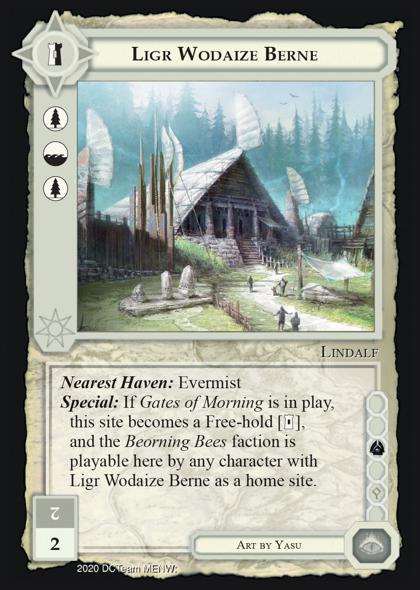 Ligr Wodaize Berne
Lindalf
Nearest Haven: Evermist
Special: If Gates of Morning is in play,
this site becomes a Free-hold [],
and the Beorning Bees faction is
playable here by any character with
Ligr Wodaize Berne as a home site.
2
2
Art by Yasu
2020 DCTeam MENW: